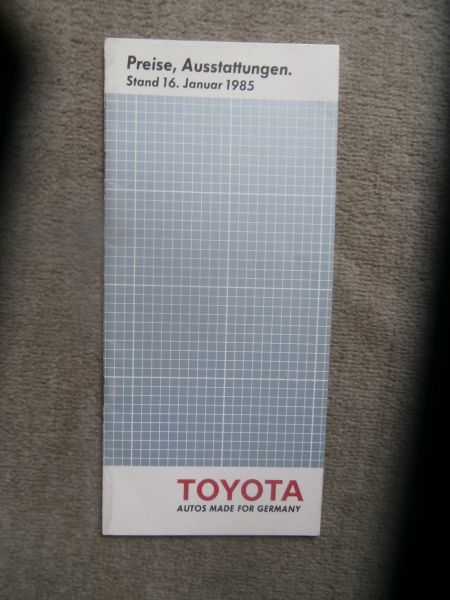 Preise, Ausstattungen.
Stand 16. Januar 1985
TOYOTA
AUTOS MADE FOR GERMANY